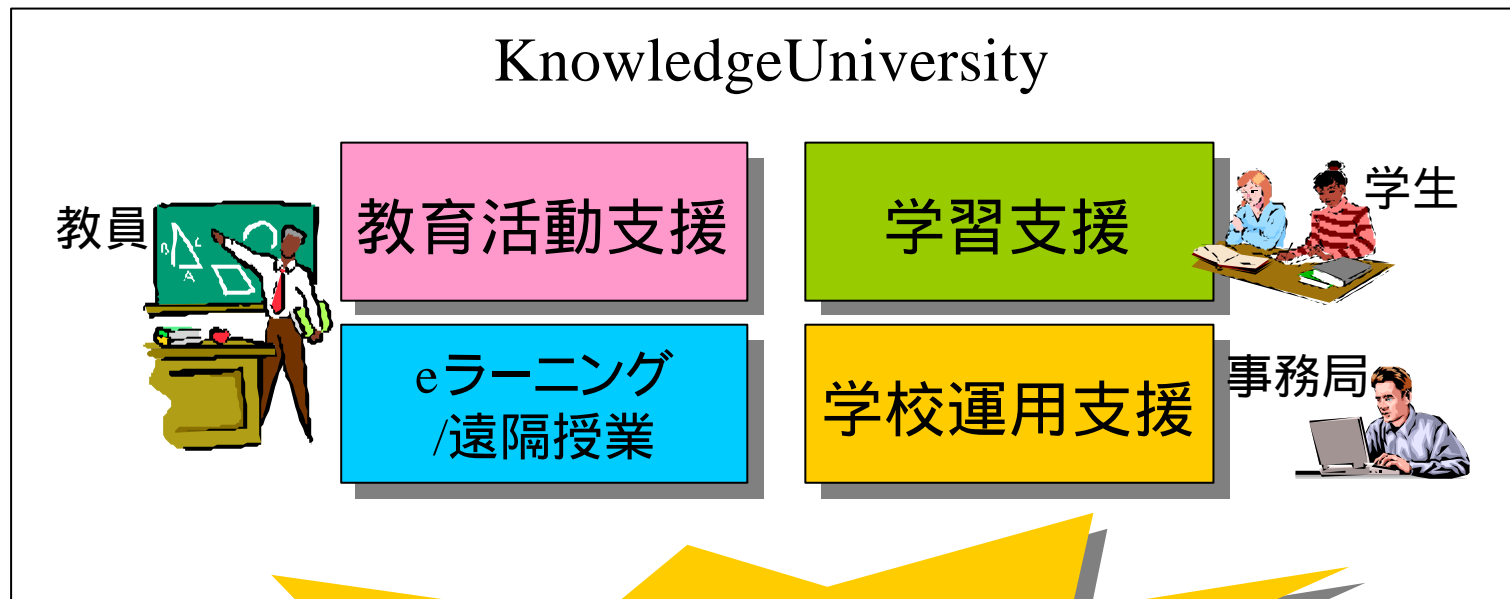 KnowledgeUniversity
教員
教育活動支援
学習支援
学生
eラーニング
/遠隔授業
学校運用支援
事務局